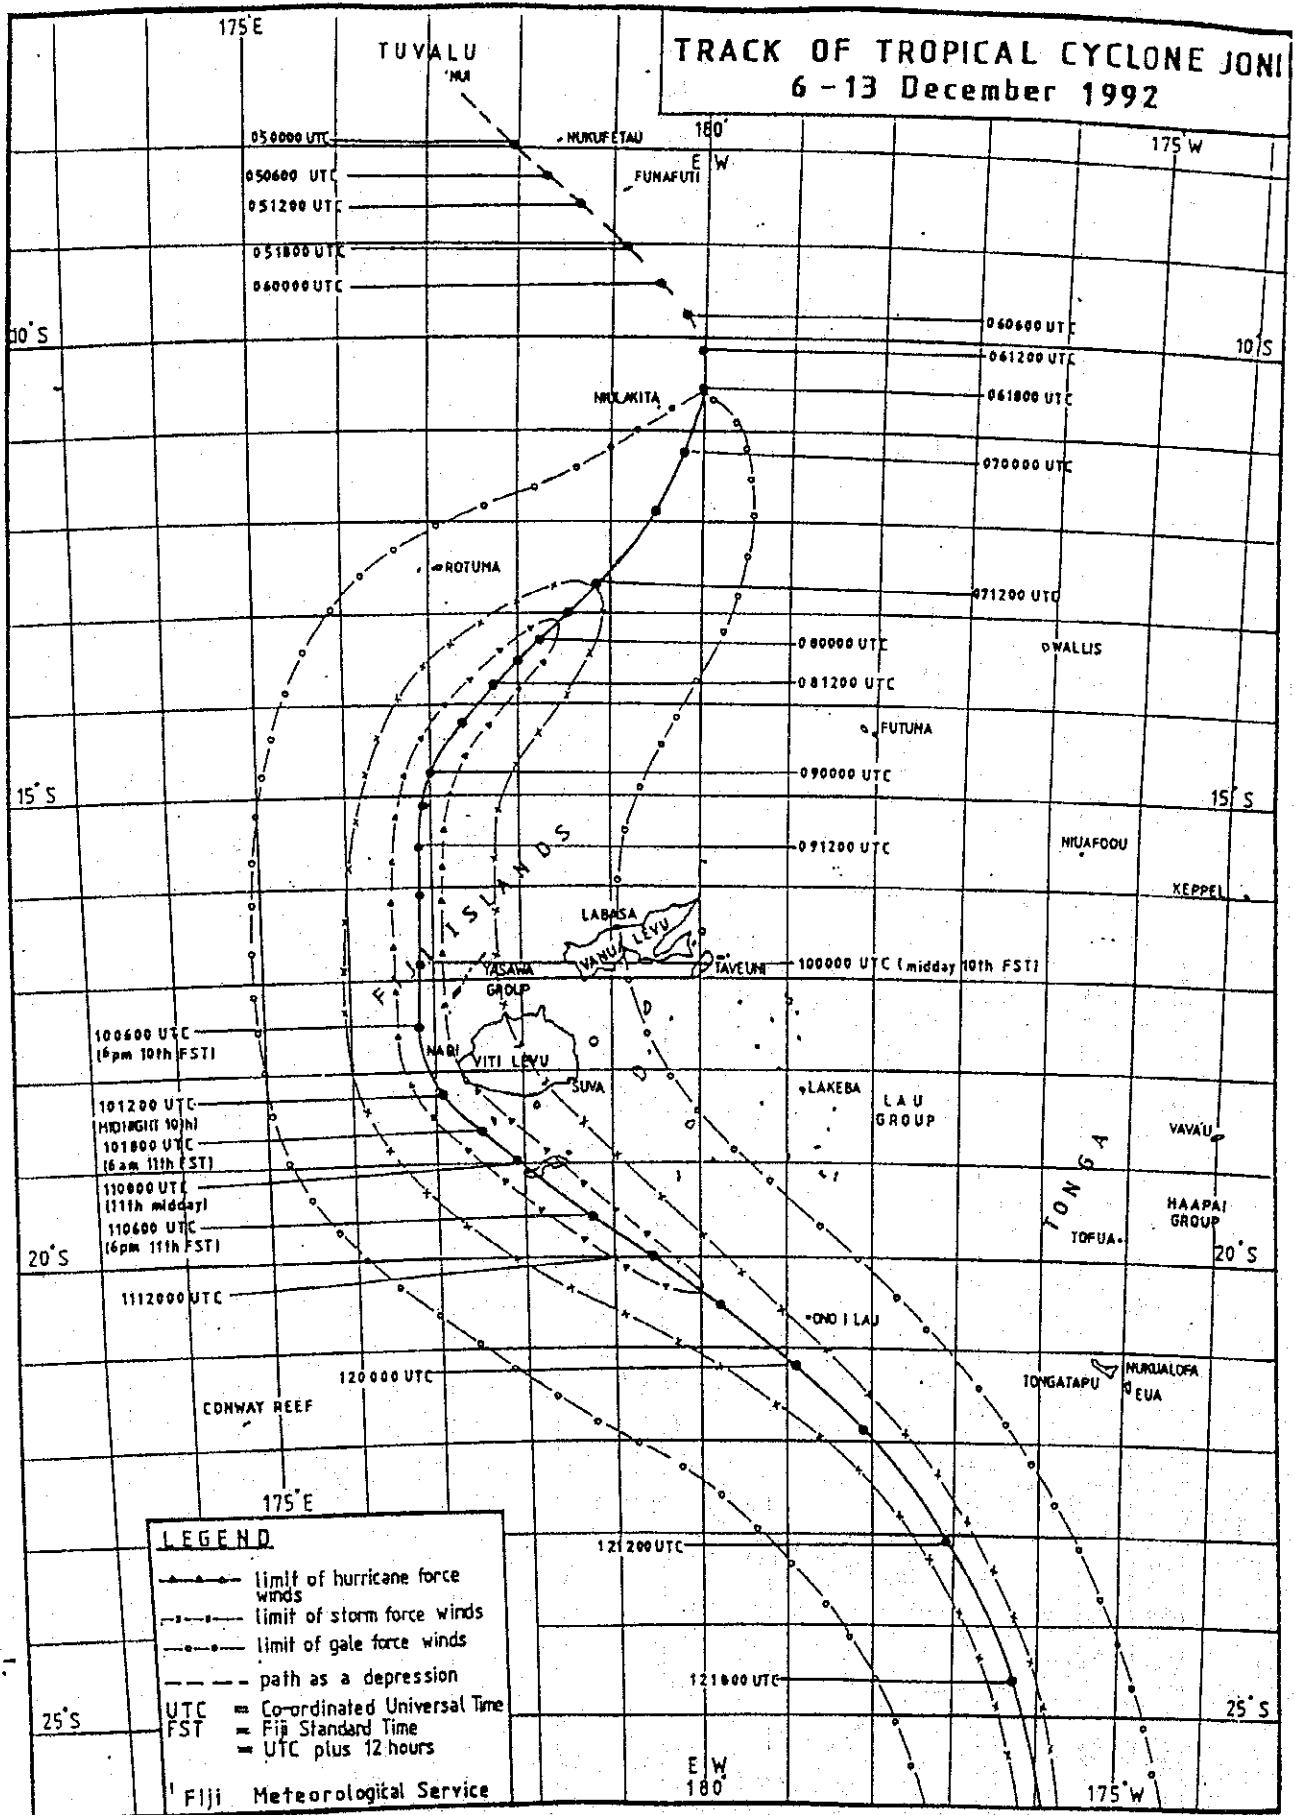 TRACK OF TROPICAL CYCLONE JONI
6 - 13 December 1992
175°E
TUVALU
NUI
180°
175°W
050000 UTC
NUKUFETAU
E W
050600 UTC
FUNAFUTI
051200 UTC
051800 UTC
060000 UTC
060600 UTC
10°S
10°S
061200 UTC
NIULAKITA
061800 UTC
070000 UTC
ROTUMA
071200 UTC
080000 UTC
WALLIS
081200 UTC
FUTUNA
090000 UTC
15°S
15°S
091200 UTC
NIUAFOOU
FIJI ISLANDS
KEPPEL
LABASA
VANUA LEVU
YASAWA
GROUP
TAVEUNI
100000 UTC (midday 10th FST)
100600 UTC
(6pm 10th FST)
NADI
VITI LEVU
SUVA
LAKEBA
LAU
GROUP
101200 UTC
(MIDNIGHT 10th)
VAVAU
101800 UTC
(6am 11th FST)
TONGA
110000 UTC
(11th midday)
HAAPAI
GROUP
110600 UTC
(6pm 11th FST)
TOFUA
20°S
20°S
1112000 UTC
ONO I LAU
120000 UTC
TONGATAPU
NUKUALOFA
EUA
CONWAY REEF
175°E
121200 UTC
121800 UTC
25°S
25°S
E W
180°
175°W
LEGEND
limit of hurricane force
winds
limit of storm force winds
limit of gale force winds
path as a depression
UTC = Co-ordinated Universal Time
FST = Fiji Standard Time
= UTC plus 12 hours
Fiji Meteorological Service